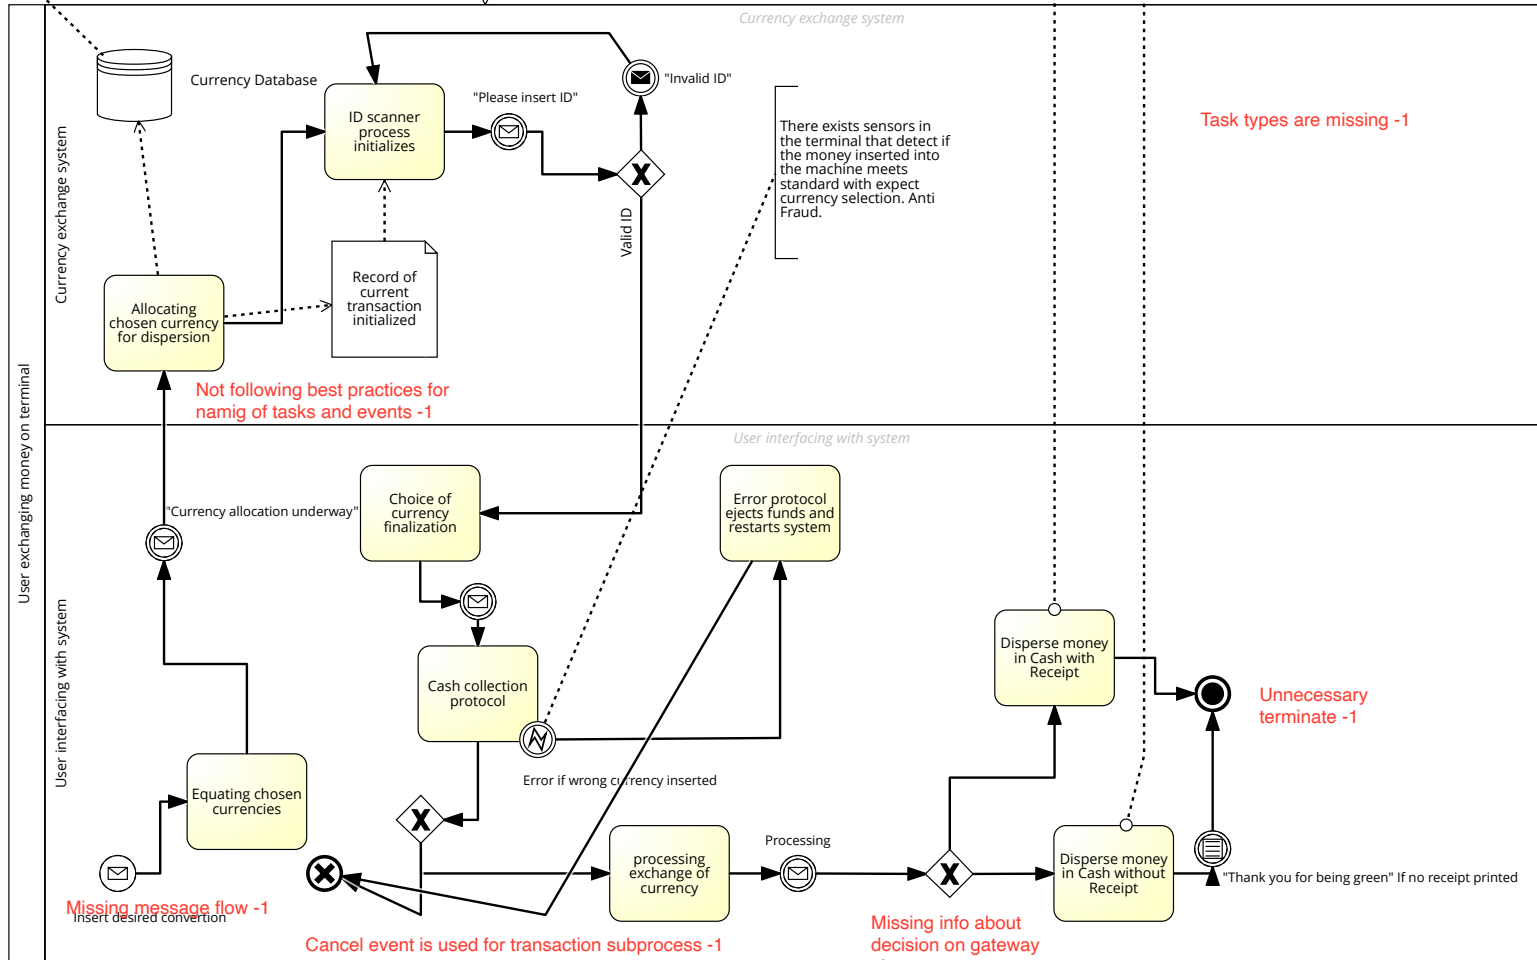 Currency exchange system
Currency Database
"Invalid ID"
"Please insert ID"
ID scanner
process
initializes
There exists sensors in
the terminal that detect if
the money inserted into
the machine meets
standard with expect
currency selection. Anti
Fraud.
Task types are missing -1
Currency exchange system
Valid ID
Record of
current
transaction
initialized
Allocating
chosen currency
for dispersion
Not following best practices for
namig of tasks and events -1
User exchanging money on terminal
User interfacing with system
Choice of
currency
finalization
Error protocol
ejects funds and
restarts system
"Currency allocation underway"
User interfacing with system
Cash collection
protocol
Disperse money
in Cash with
Receipt
Unnecessary
terminate -1
Error if wrong currency inserted
Equating chosen
currencies
Processing
processing
exchange of
currency
Disperse money
in Cash without
Receipt
"Thank you for being green" If no receipt printed
Missing message flow -1
Insert desired convertion
Cancel event is used for transaction subprocess -1
Missing info about
decision on gateway